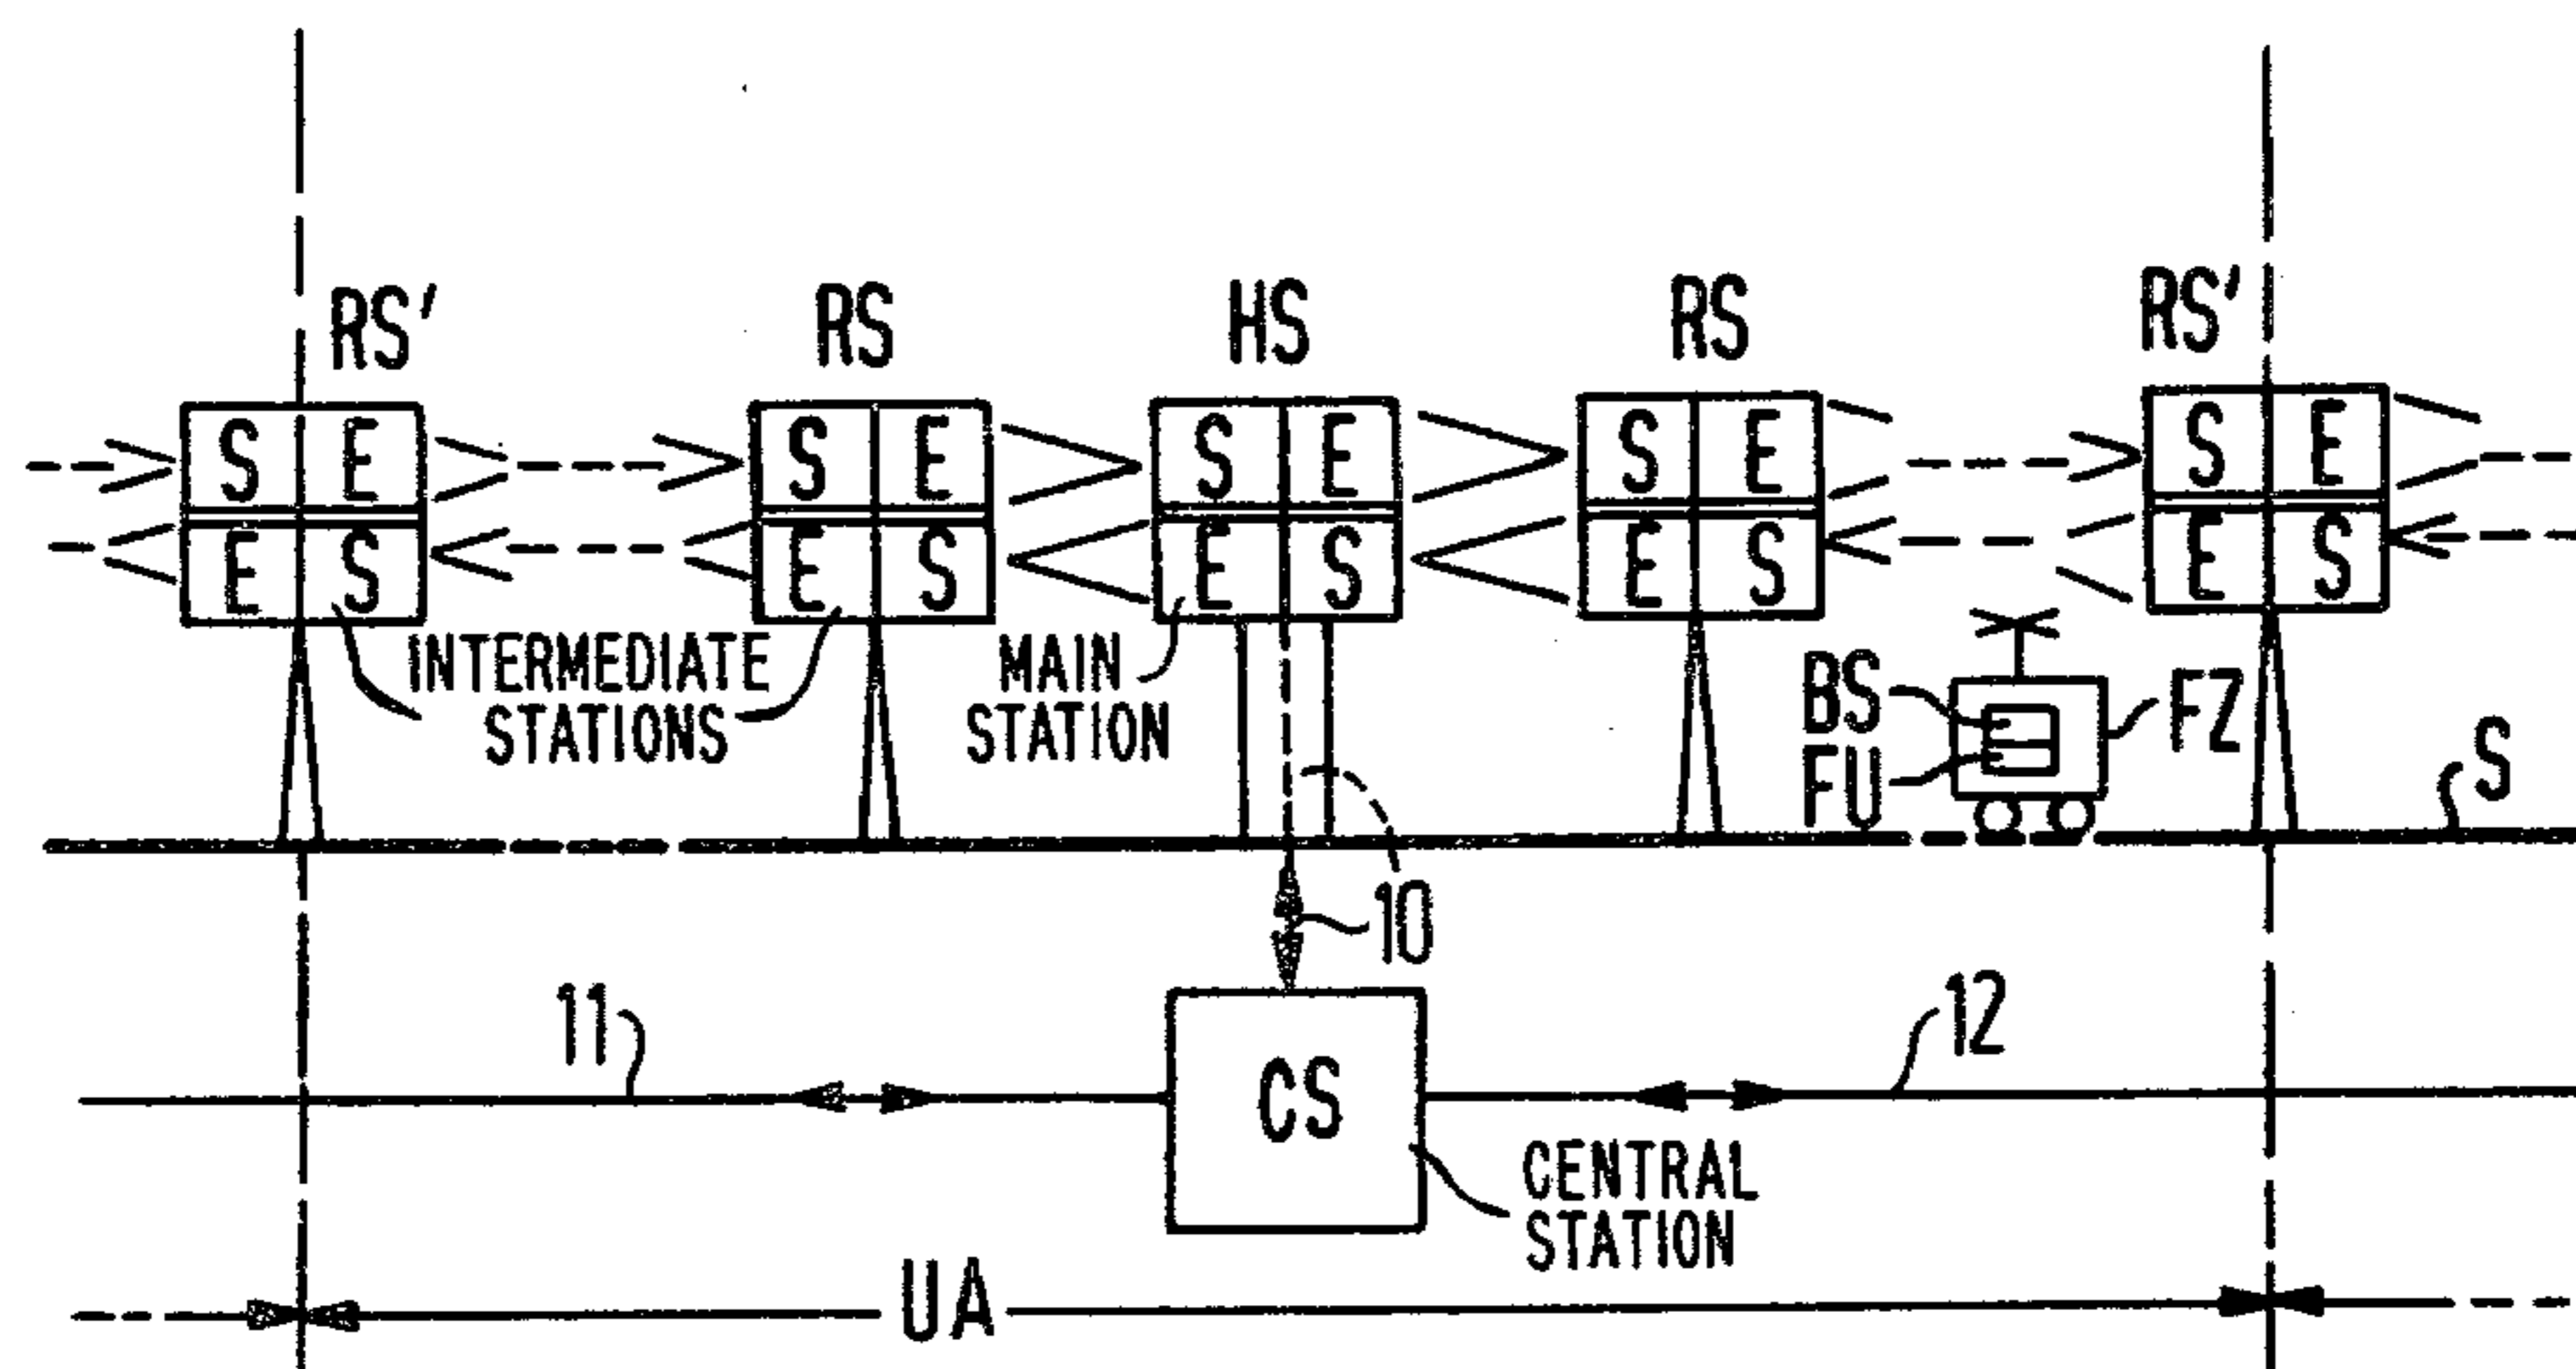 RS' RS HS RS RS'
S E S E S E S E S E
E S E S E S E S E S
INTERMEDIATE
STATIONS
MAIN
STATION
BS
FU
FZ
S
10
11
12
CS
CENTRAL
STATION
UA